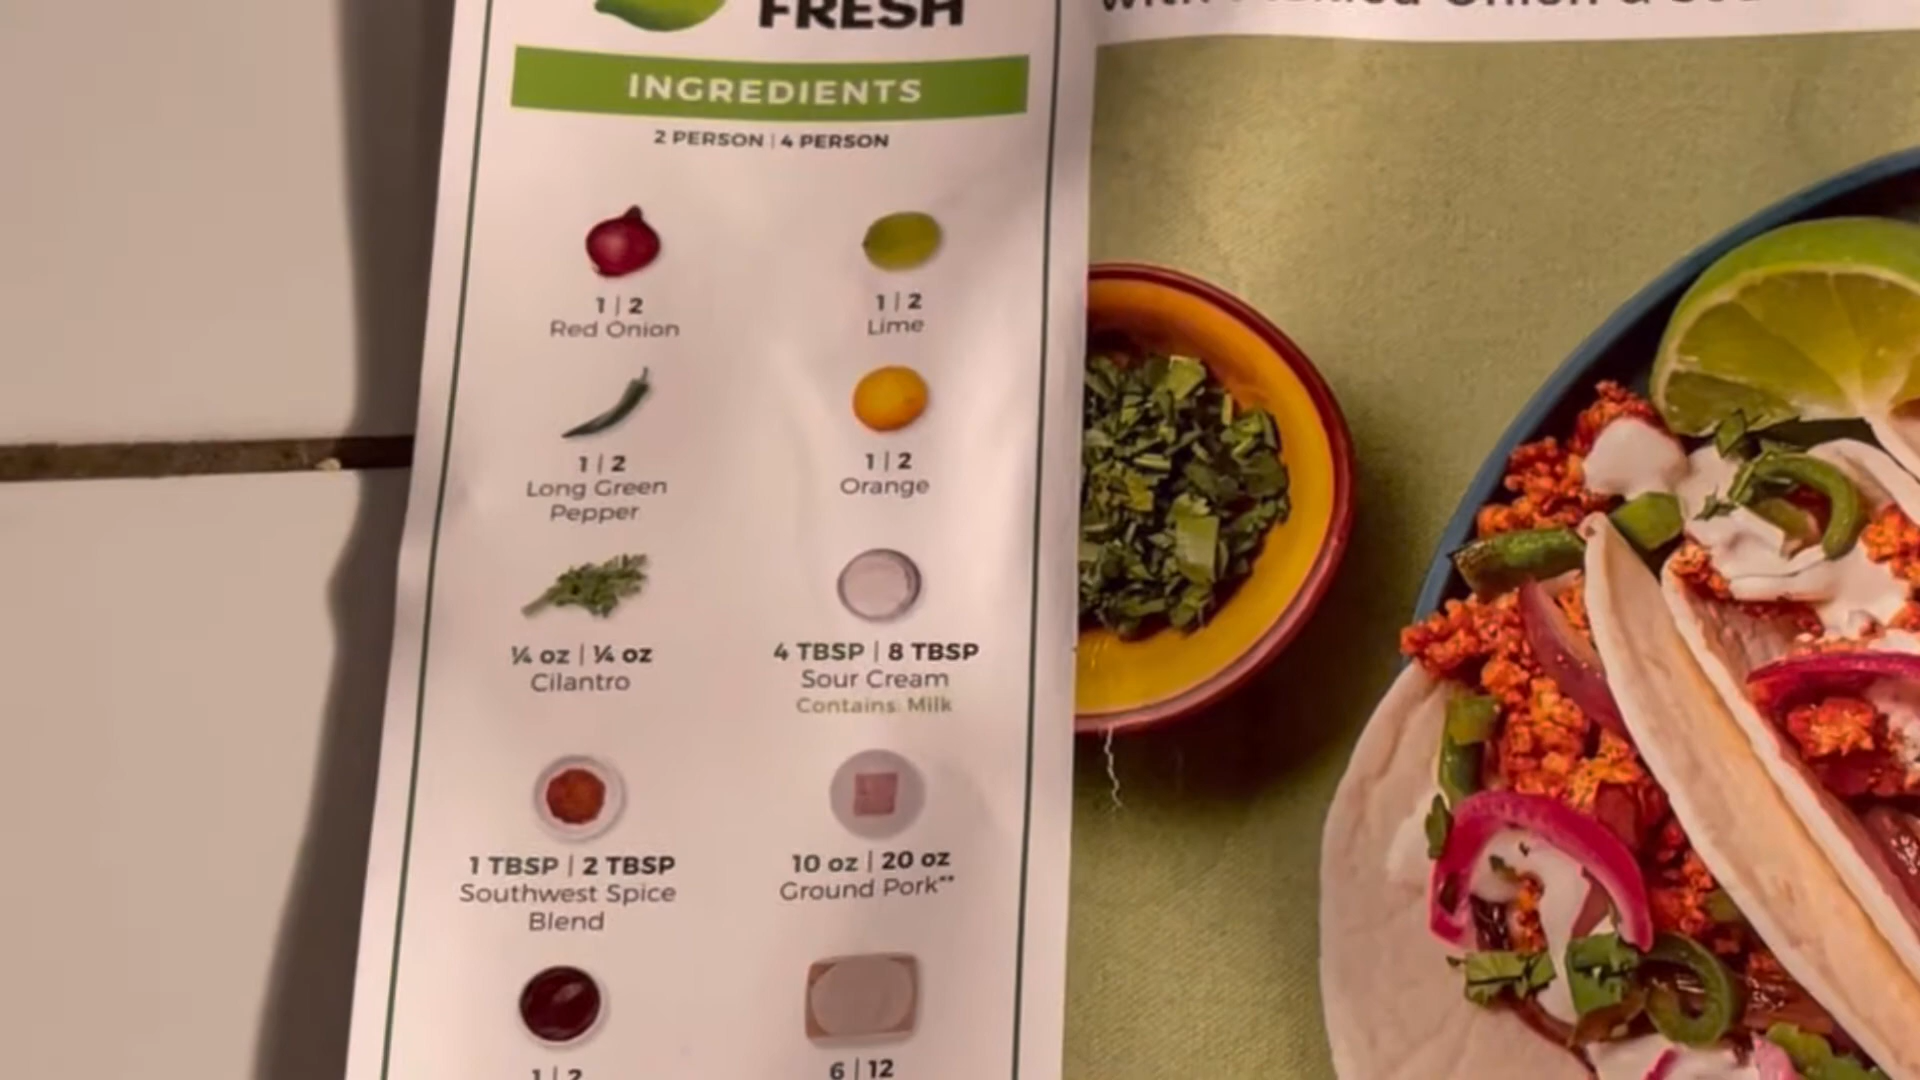 FRESH
INGREDIENTS
2 PERSON | 4 PERSON
1 | 2
Red Onion
1 | 2
Lime
1 | 2
Long Green
Pepper
1 | 2
Orange
¼ oz | ¼ oz
Cilantro
4 TBSP | 8 TBSP
Sour Cream
Contains: Milk
1 TBSP | 2 TBSP
Southwest Spice
Blend
10 oz | 20 oz
Ground Pork**
1 | 2
6 | 12